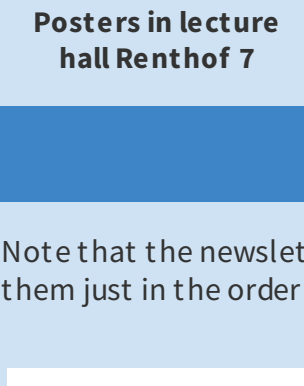 Posters in lecture
hall Renthof 7
Note that the newslet
them just in the order